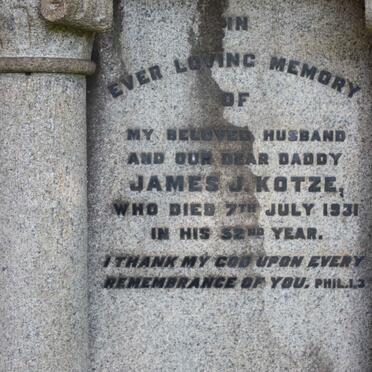 IN
EVER LOVING MEMORY
OF
MY BELOVED HUSBAND
AND OUR DEAR DADDY
JAMES J. KOTZE,
WHO DIED 7TH JULY 1931
IN HIS 32ND YEAR.
I THANK MY GOD UPON EVERY
REMEMBRANCE OF YOU. PHIL.1.3